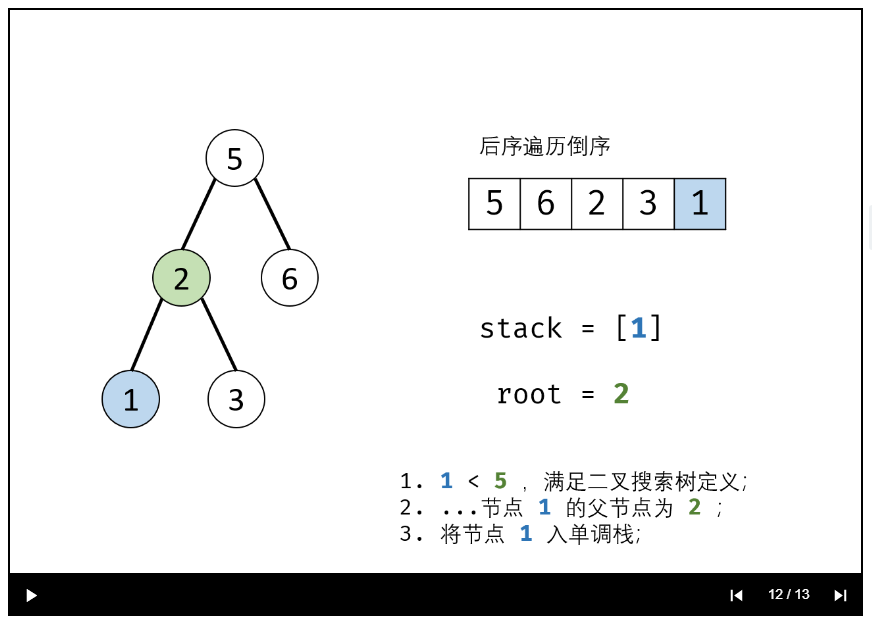 后序遍历倒序
5
5 6 2 3 1
2
6
stack = [1]
root = 2
1
3
1. 1 < 5 , 满足二叉搜索树定义;
2. ...节点 1 的父节点为 2 ;
3. 将节点 1 入单调栈;
12 / 13